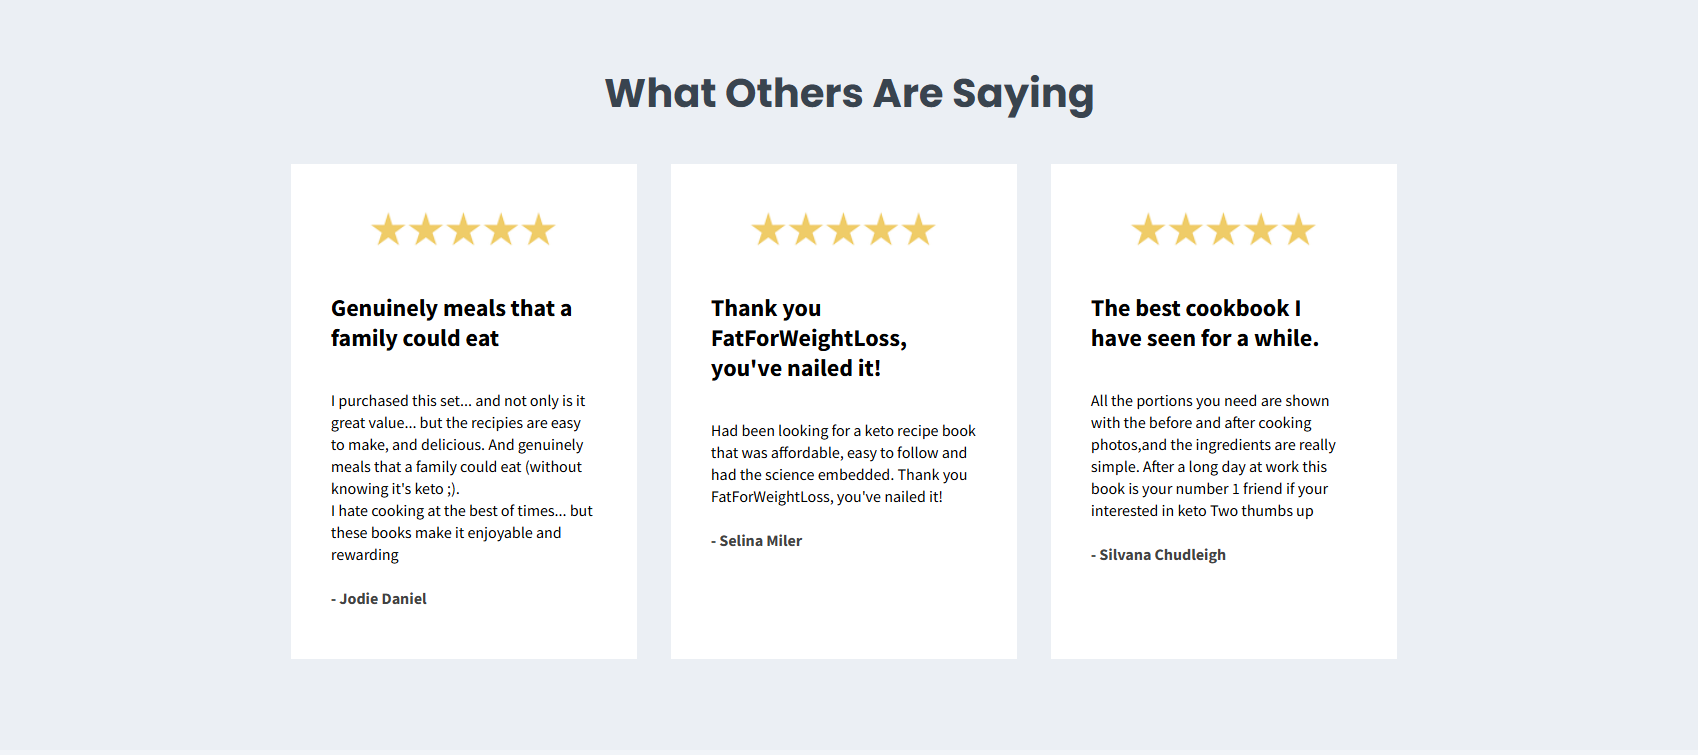 What Others Are Saying
Genuinely meals that a
family could eat
I purchased this set... and not only is it
great value... but the recipies are easy
to make, and delicious. And genuinely
meals that a family could eat (without
knowing it's keto ;).
I hate cooking at the best of times... but
these books make it enjoyable and
rewarding
- Jodie Daniel
Thank you
FatForWeightLoss,
you've nailed it!
Had been looking for a keto recipe book
that was affordable, easy to follow and
had the science embedded. Thank you
FatForWeightLoss, you've nailed it!
- Selina Miler
The best cookbook I
have seen for a while.
All the portions you need are shown
with the before and after cooking
photos,and the ingredients are really
simple. After a long day at work this
book is your number 1 friend if your
interested in keto Two thumbs up
- Silvana Chudleigh